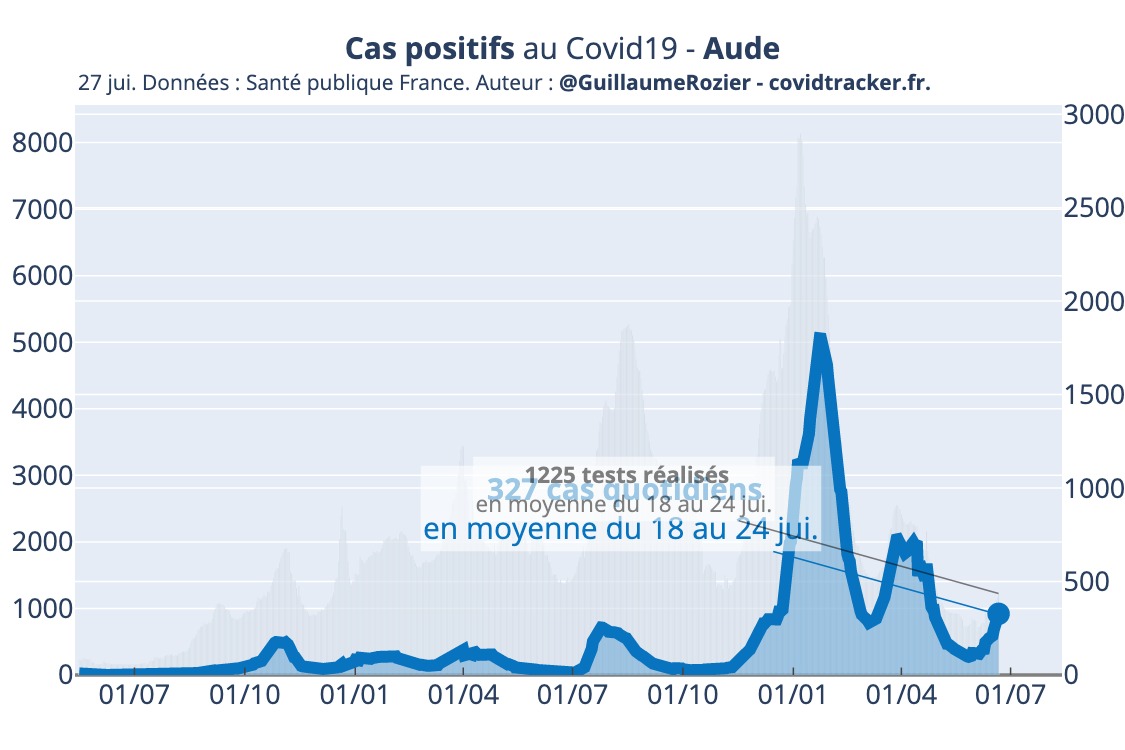 Cas positifs au Covid19 - Aude
27 jui. Données : Santé publique France. Auteur : @GuillaumeRozier - covidtracker.fr.
3000
8000
7000
2500
6000
2000
5000
1500
4000
3000
1225 tests réalisés
327 cas quotidiens
1000
en moyenne du 18 au 24 jui.
en moyenne du 18 au 24 jui.
2000
500
1000
0
0
01/07 01/10 01/01 01/04 01/07 01/10 01/01 01/04 01/07